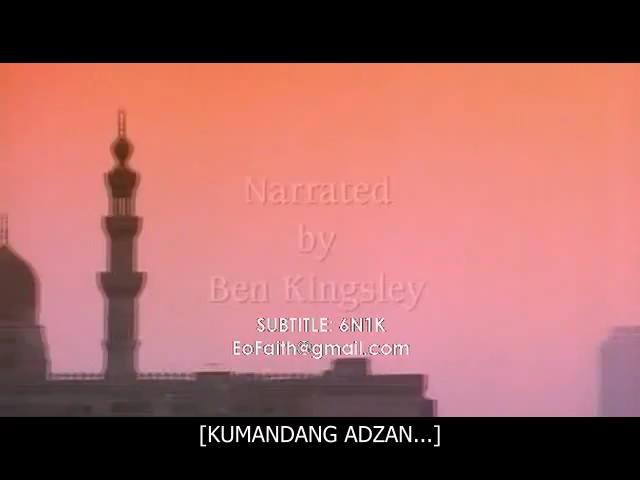 Narrated
by
Ben Kingsley
SUBTITLE: 6N1K
EoFaith@gmail.com
[KUMANDANG ADZAN...]